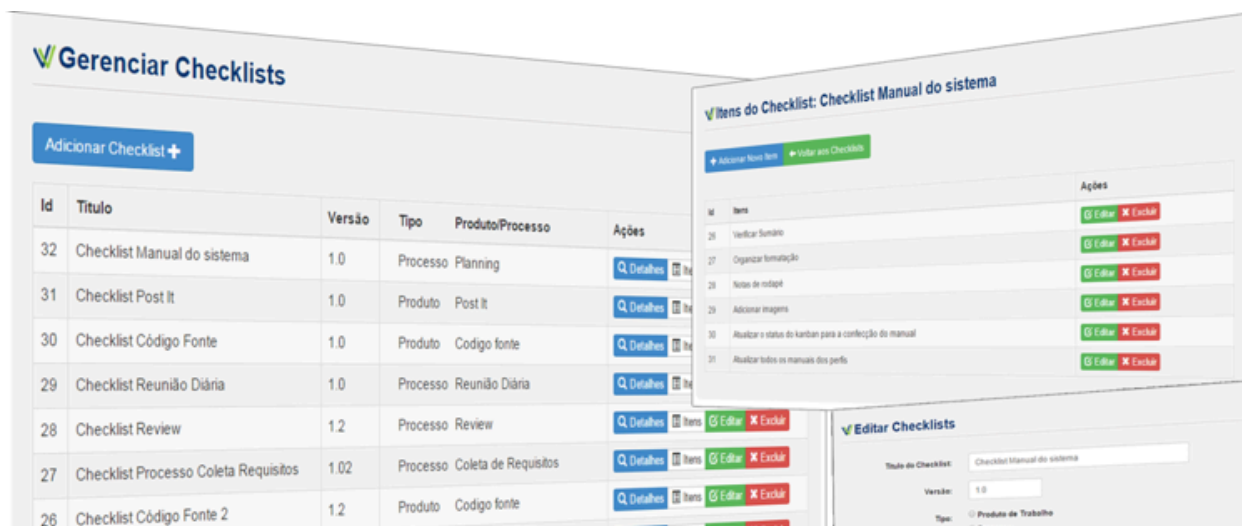 Gerenciar Checklists
Adicionar Checklist
Id Titulo Versão Tipo Produto/Processo Ações
32 Checklist Manual do sistema 1.0 Processo Planning Detalhes
31 Checklist Post It 1.0 Produto Post It Detalhes
30 Checklist Código Fonte 1.0 Produto Codigo fonte Detalhes
29 Checklist Reunião Diária 1.0 Processo Reunião Diária Detalhes
28 Checklist Review 1.2 Processo Review Detalhes Itens Editar Excluir
27 Checklist Processo Coleta Requisitos 1.02 Processo Coleta de Requisitos Detalhes Itens Editar Excluir
26 Checklist Código Fonte 2 1.2 Produto Codigo fonte Detalhes Itens Editar Excluir
Itens do Checklist: Checklist Manual do sistema
Adicionar Novo Item Voltar aos Checklists
Id Itens Ações
26 Verificar Sumário Editar Excluir
27 Organizar formatação Editar Excluir
28 Notas de rodapé Editar Excluir
29 Adicionar imagens Editar Excluir
30 Atualizar o status do kanban para a confecção do manual Editar Excluir
31 Atualizar todos os manuais dos perfis Editar Excluir
Editar Checklists
Titulo do Checklist: Checklist Manual do sistema
Versão: 1.0
Tipo: Produto de Trabalho